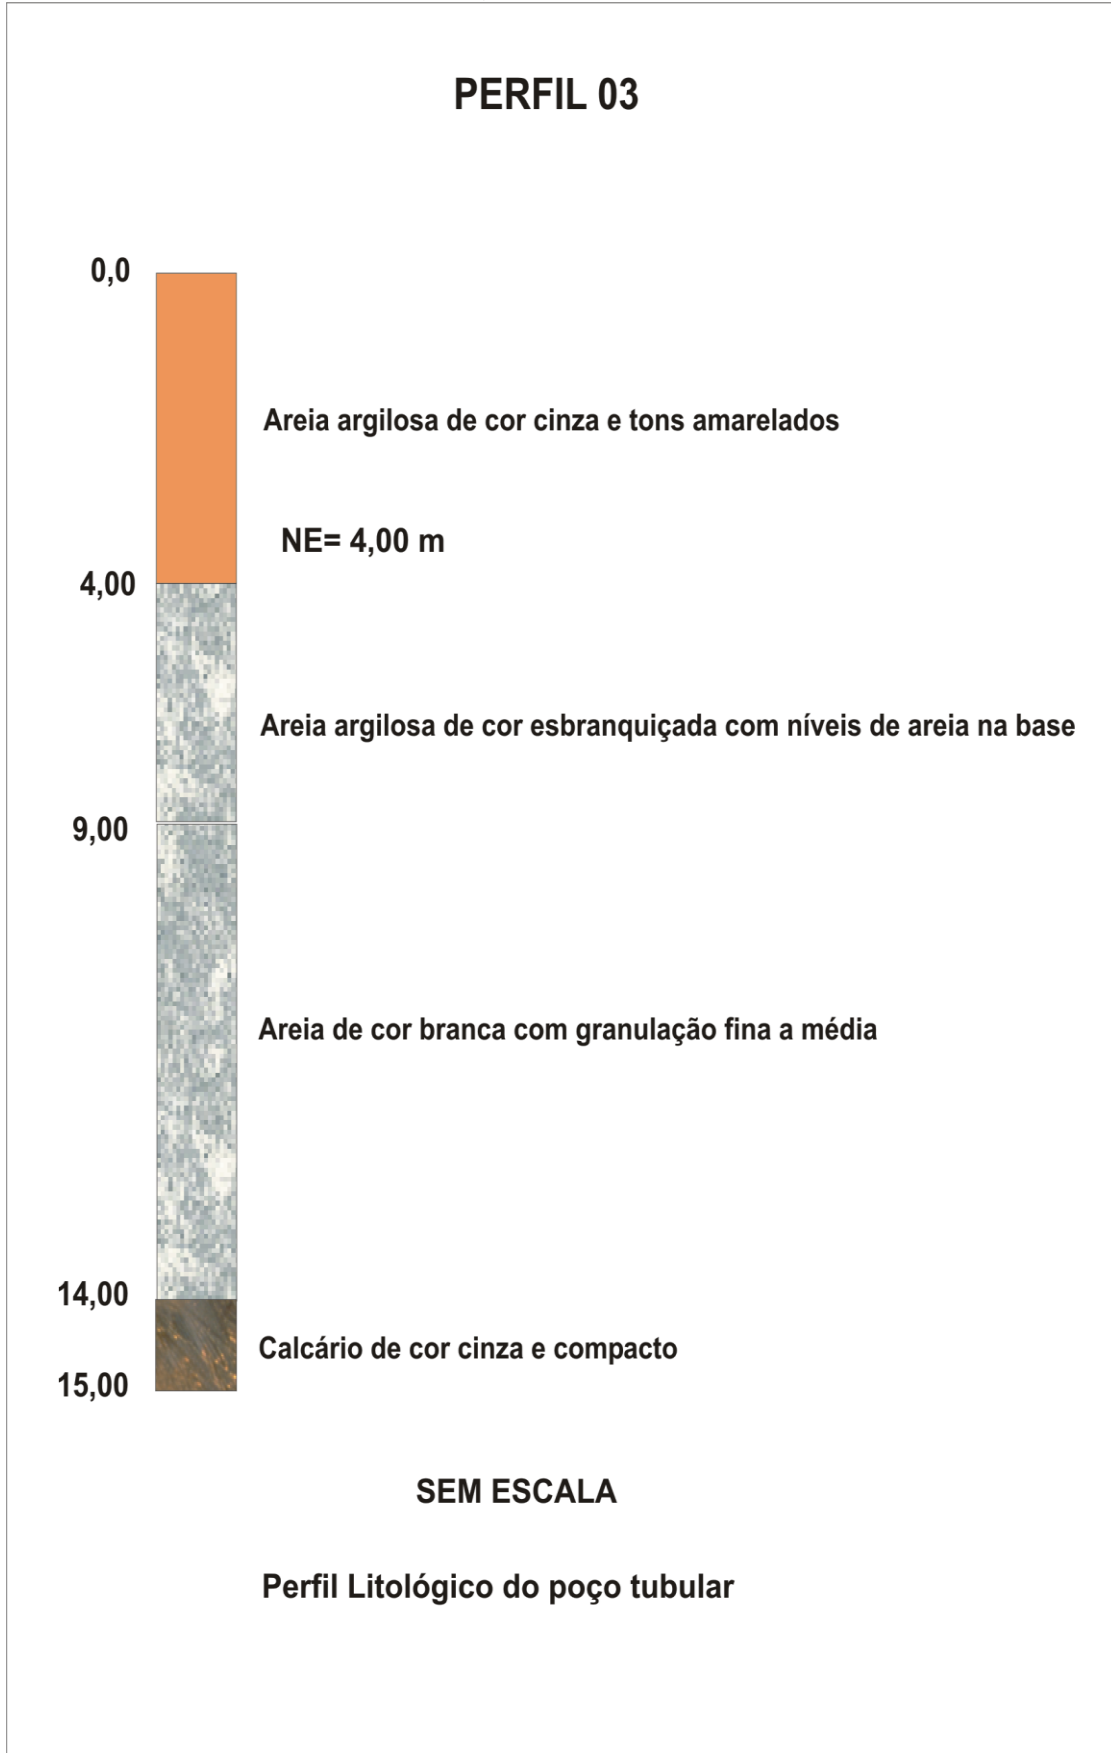 PERFIL 03
0,0
Areia argilosa de cor cinza e tons amarelados
NE= 4,00 m
4,00
Areia argilosa de cor esbranquiçada com níveis de areia na base
9,00
Areia de cor branca com granulação fina a média
14,00
Calcário de cor cinza e compacto
15,00
SEM ESCALA
Perfil Litológico do poço tubular